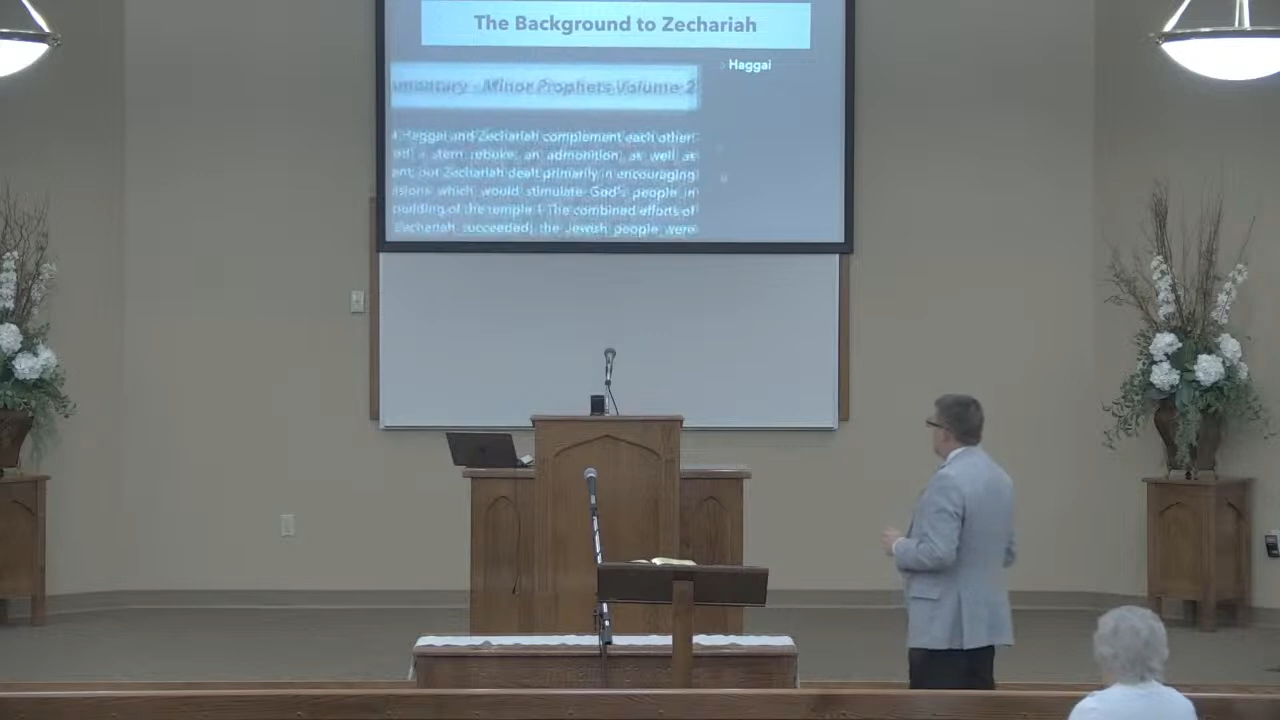 The Background to Zechariah
Haggai
Minor Prophets Volume 2
Haggai and Zechariah complement each other
stern rebuke, an admonition, as well as
but Zechariah dealt primarily in encouraging
which would stimulate God's people in
building of the temple. The combined efforts of
Zechariah succeeded; the Jewish people were